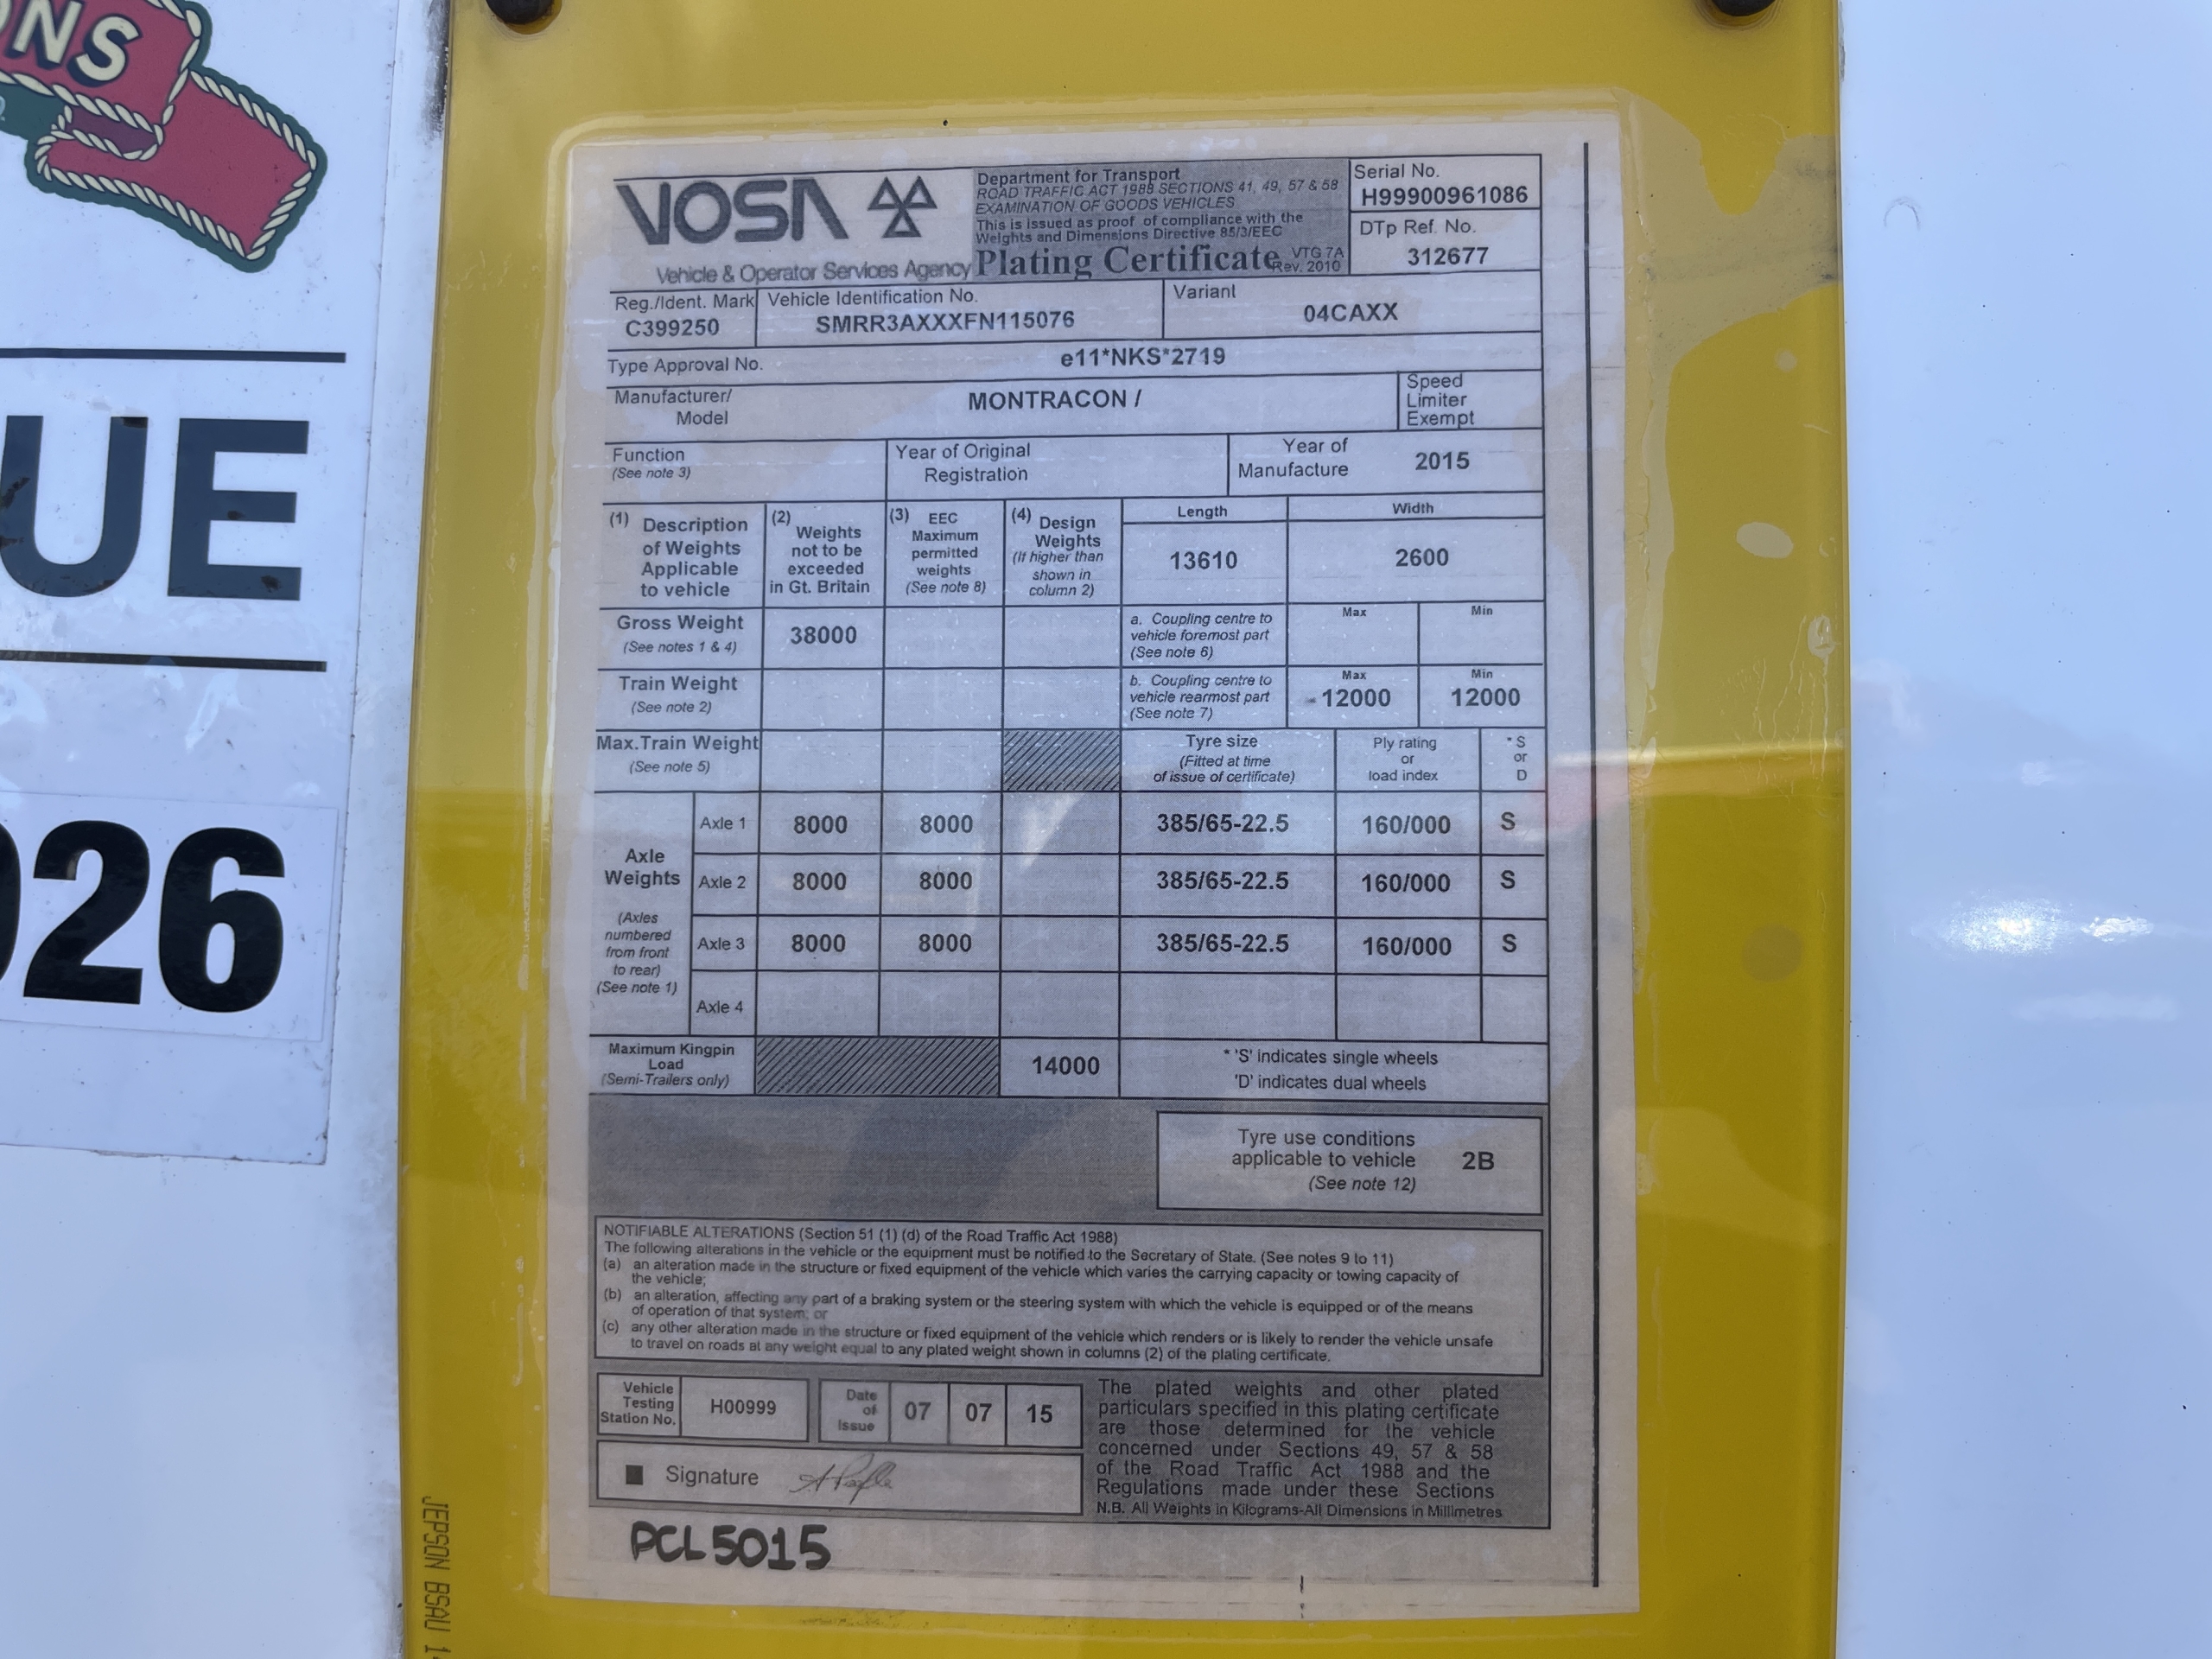 NS
UE
026
VOSA
Vehicle & Operator Services Agency
Department for Transport
ROAD TRAFFIC ACT 1988 SECTIONS 41, 49, 57 & 58
EXAMINATION OF GOODS VEHICLES
This is issued as proof of compliance with the
Weights and Dimensions Directive 85/3/EEC
Plating Certificate VTG 7A Rev. 2010
Serial No.
H99900961086
DTp Ref. No.
312677
Reg./Ident. Mark
C399250
Vehicle Identification No.
SMRR3AXXXFN115076
Variant
04CAXX
Type Approval No. e11*NKS*2719
Manufacturer/
Model
MONTRACON /
Speed
Limiter
Exempt
Function
(See note 3)
Year of Original
Registration
Year of
Manufacture
2015
(1) Description
of Weights
Applicable
to vehicle
(2) Weights
not to be
exceeded
in Gt. Britain
(3) EEC
Maximum
permitted
weights
(See note 8)
(4) Design
Weights
(If higher than
shown in
column 2)
Length
13610
Width
2600
Gross Weight
(See notes 1 & 4)
38000
a. Coupling centre to
vehicle foremost part
(See note 6)
Max
Min
Train Weight
(See note 2)
b. Coupling centre to
vehicle rearmost part
(See note 7)
Max
12000
Min
12000
Max.Train Weight
(See note 5)
Tyre size
(Fitted at time
of issue of certificate)
Ply rating
or
load index
* S
or
D
Axle
Weights
(Axles
numbered
from front
to rear)
(See note 1)
Axle 1 8000 8000 385/65-22.5 160/000 S
Axle 2 8000 8000 385/65-22.5 160/000 S
Axle 3 8000 8000 385/65-22.5 160/000 S
Axle 4
Maximum Kingpin
Load
(Semi-Trailers only)
14000
* 'S' indicates single wheels
'D' indicates dual wheels
Tyre use conditions
applicable to vehicle 2B
(See note 12)
NOTIFIABLE ALTERATIONS (Section 51 (1) (d) of the Road Traffic Act 1988)
The following alterations in the vehicle or the equipment must be notified to the Secretary of State. (See notes 9 to 11)
(a) an alteration made in the structure or fixed equipment of the vehicle which varies the carrying capacity or towing capacity of
the vehicle;
(b) an alteration, affecting any part of a braking system or the steering system with which the vehicle is equipped or of the means
of operation of that system; or
(c) any other alteration made in the structure or fixed equipment of the vehicle which renders or is likely to render the vehicle unsafe
to travel on roads at any weight equal to any plated weight shown in columns (2) of the plating certificate.
Vehicle
Testing
Station No.
H00999
Date
of
Issue
07 07 15
Signature
The plated weights and other plated
particulars specified in this plating certificate
are those determined for the vehicle
concerned under Sections 49, 57 & 58
of the Road Traffic Act 1988 and the
Regulations made under these Sections
N.B. All Weights in Kilograms-All Dimensions in Millimetres
PCL5015
JEPSON BSAU